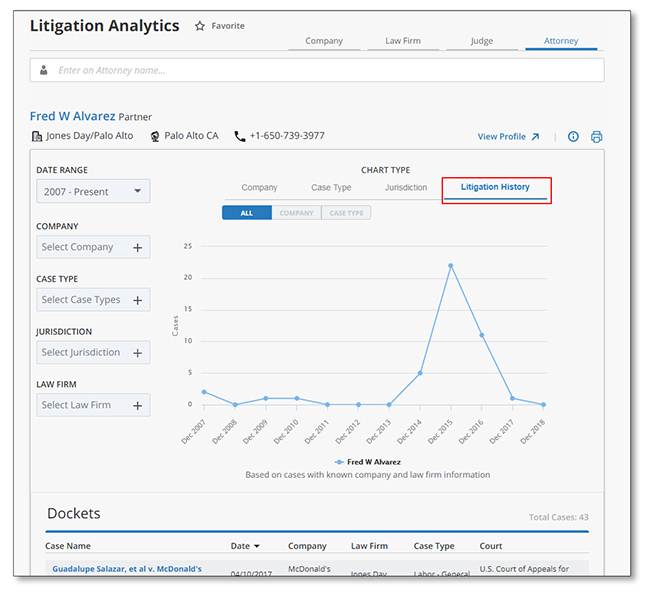 Litigation Analytics
Favorite
Company Law Firm Judge Attorney
Enter an Attorney name...
Fred W Alvarez Partner
Jones Day/Palo Alto Palo Alto CA +1-650-739-3977 View Profile
DATE RANGE
2007 - Present
COMPANY
Select Company
CASE TYPE
Select Case Types
JURISDICTION
Select Jurisdiction
LAW FIRM
Select Law Firm
CHART TYPE
Company Case Type Jurisdiction Litigation History
ALL COMPANY CASE TYPE
Cases
25
20
15
10
5
0
Dec 2007 Dec 2008 Dec 2009 Dec 2010 Dec 2011 Dec 2012 Dec 2013 Dec 2014 Dec 2015 Dec 2016 Dec 2017 Dec 2018
Fred W Alvarez
Based on cases with known company and law firm information
Dockets
Total Cases: 43
Case Name Date Company Law Firm Case Type Court
Guadalupe Salazar, et al v. McDonald's 04/10/2017 McDonald's Jones Day Labor - General U.S. Court of Appeals for